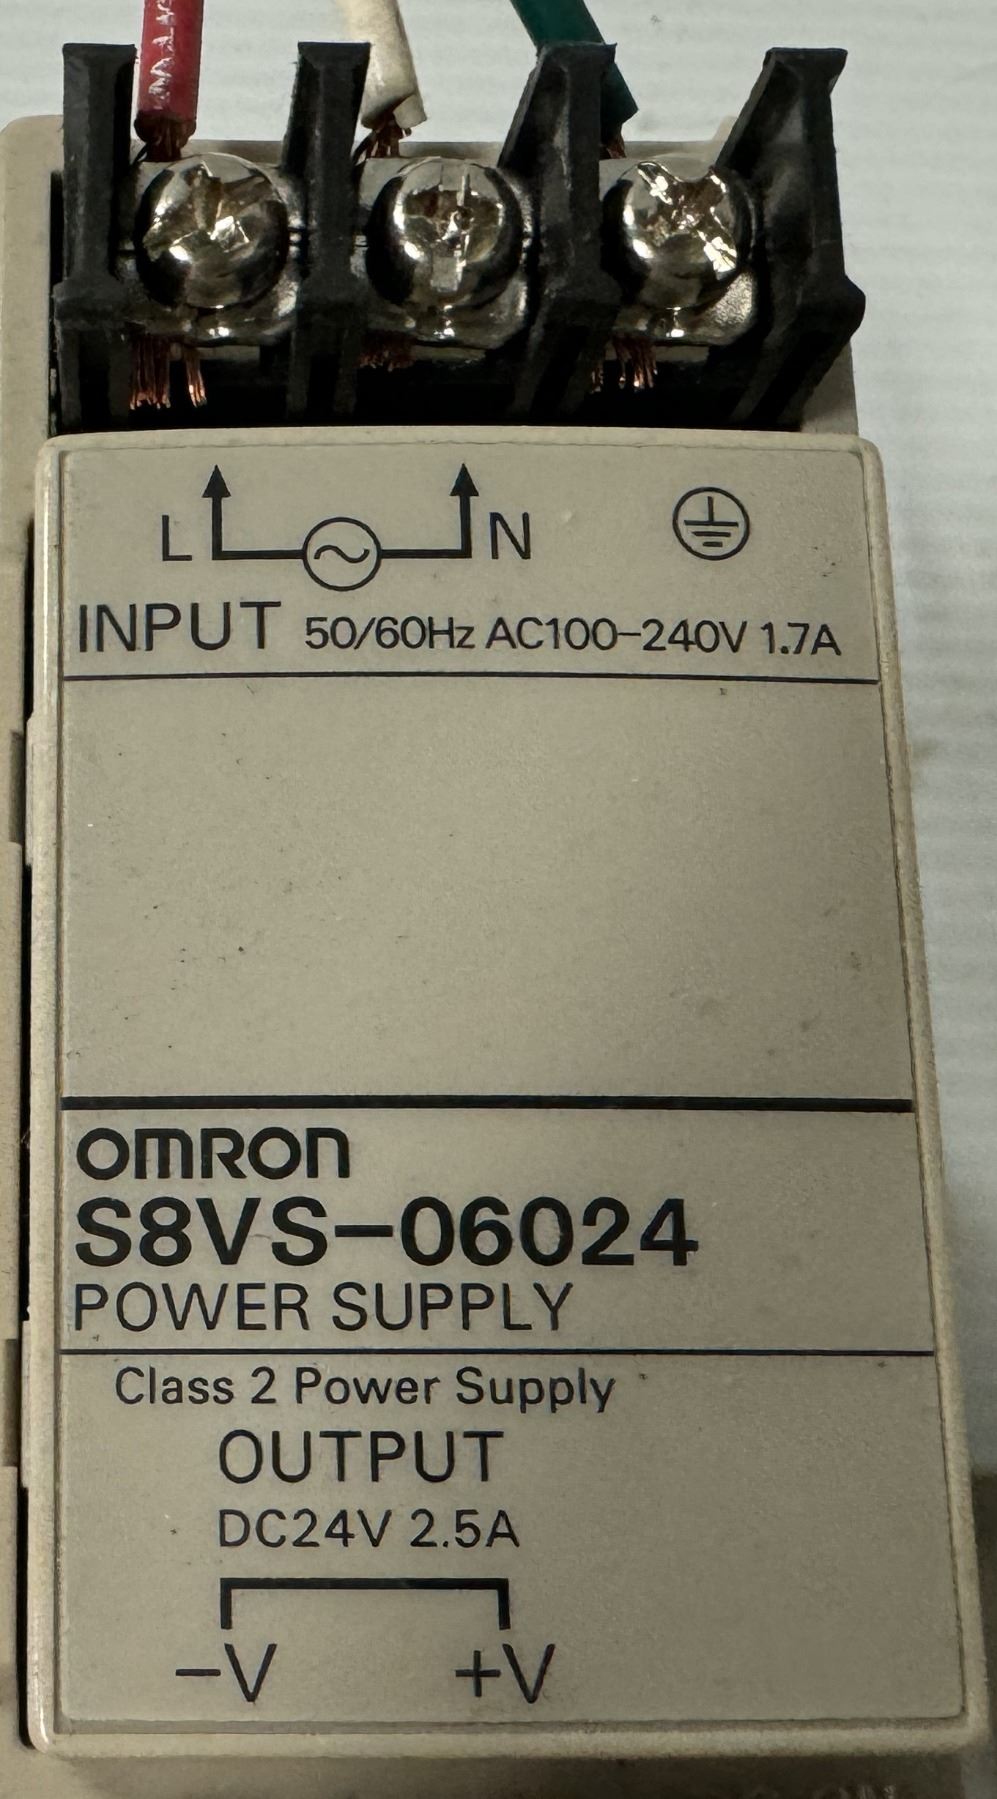 L N
INPUT 50/60Hz AC100-240V 1.7A
OMRON
S8VS-06024
POWER SUPPLY
Class 2 Power Supply
OUTPUT
DC24V 2.5A
-V +V